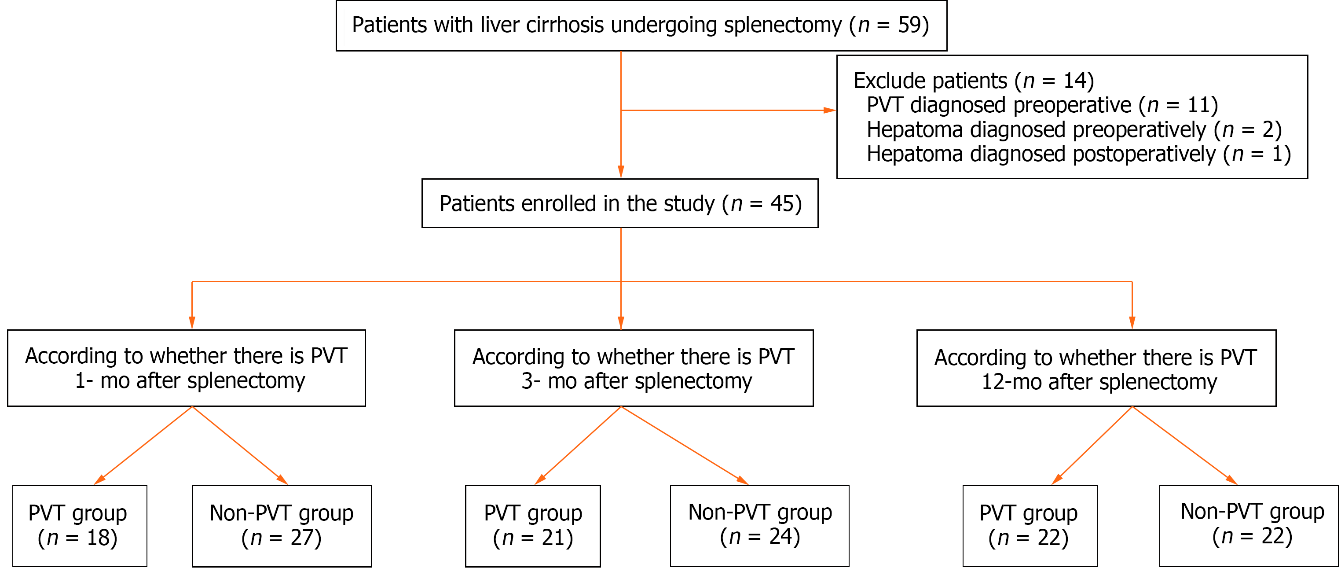 Patients with liver cirrhosis undergoing splenectomy (n = 59)
Exclude patients (n = 14)
PVT diagnosed preoperative (n = 11)
Hepatoma diagnosed preoperatively (n = 2)
Hepatoma diagnosed postoperatively (n = 1)
Patients enrolled in the study (n = 45)
According to whether there is PVT
1- mo after splenectomy
According to whether there is PVT
3- mo after splenectomy
According to whether there is PVT
12-mo after splenectomy
PVT group
(n = 18)
Non-PVT group
(n = 27)
PVT group
(n = 21)
Non-PVT group
(n = 24)
PVT group
(n = 22)
Non-PVT group
(n = 22)